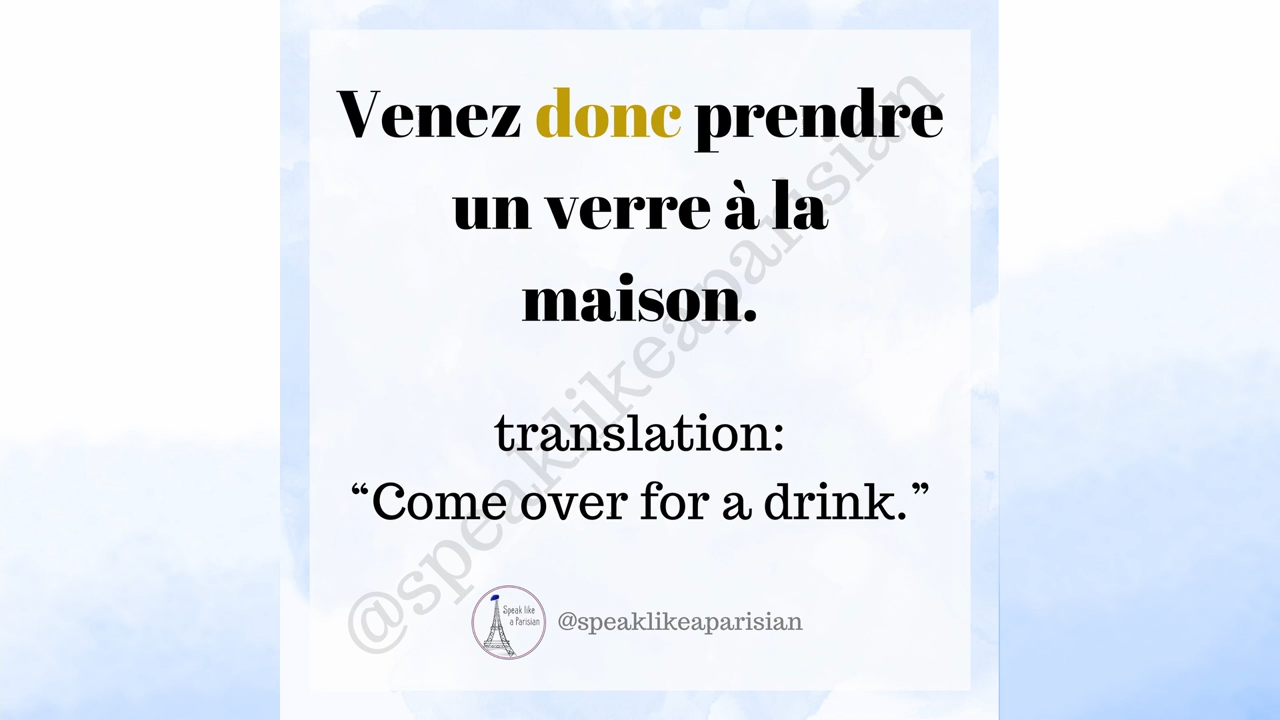 Venez donc prendre
un verre à la
maison.
translation:
“Come over for a drink.”
Speak like
a Parisian
@speaklikeaparisian
@speaklikeaparisian